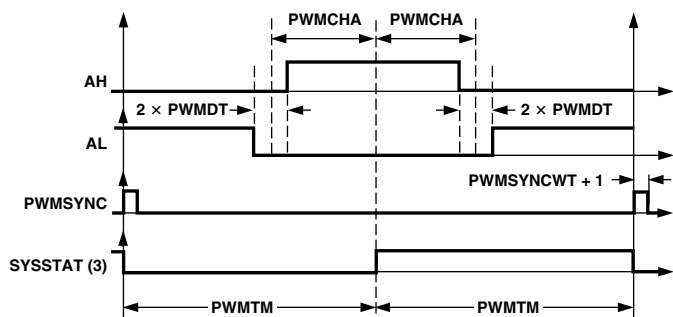 PWMCHA PWMCHA
AH
2 × PWMDT 2 × PWMDT
AL
PWMSYNCWT + 1
PWMSYNC
SYSSTAT (3)
PWMTM PWMTM